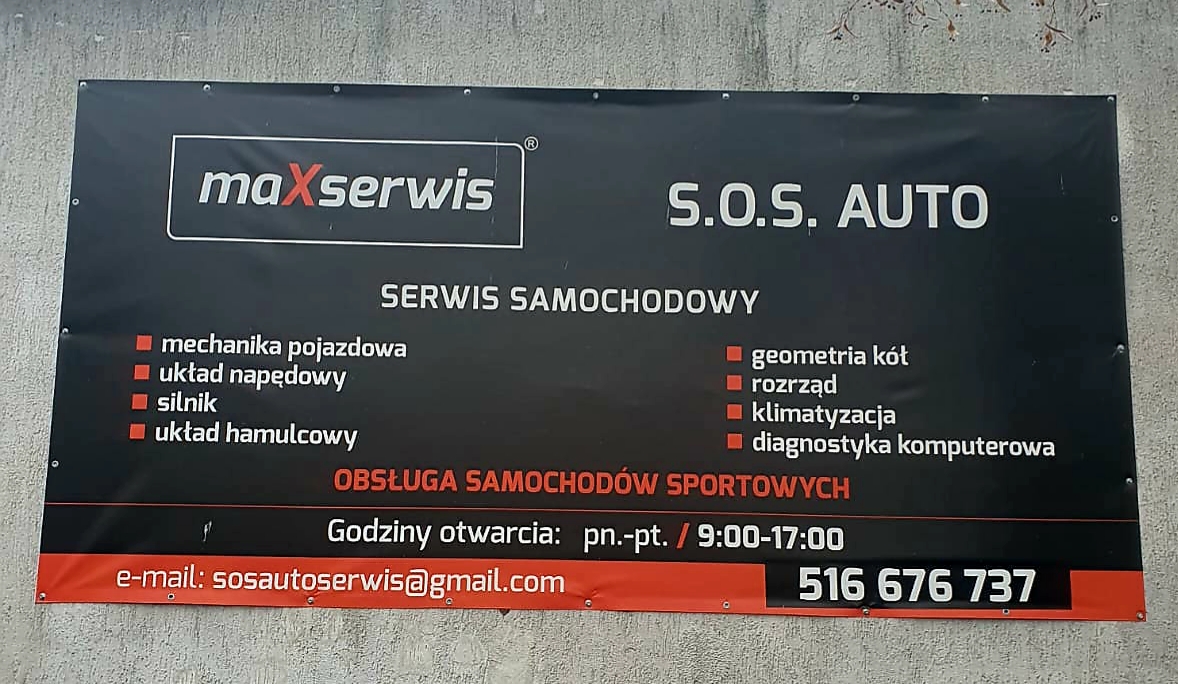 maXserwis®
S.O.S. AUTO
SERWIS SAMOCHODOWY
mechanika pojazdowa
układ napędowy
silnik
układ hamulcowy
geometria kół
rozrząd
klimatyzacja
diagnostyka komputerowa
OBSŁUGA SAMOCHODÓW SPORTOWYCH
Godziny otwarcia: pn.-pt. / 9:00-17:00
e-mail: sosautoserwis@gmail.com
516 676 737